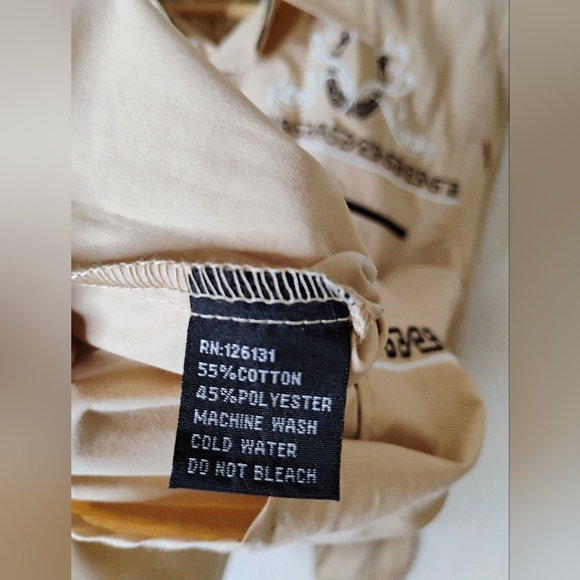 RN:126131
55%COTTON
45%POLYESTER
MACHINE WASH
COLD WATER
DO NOT BLEACH